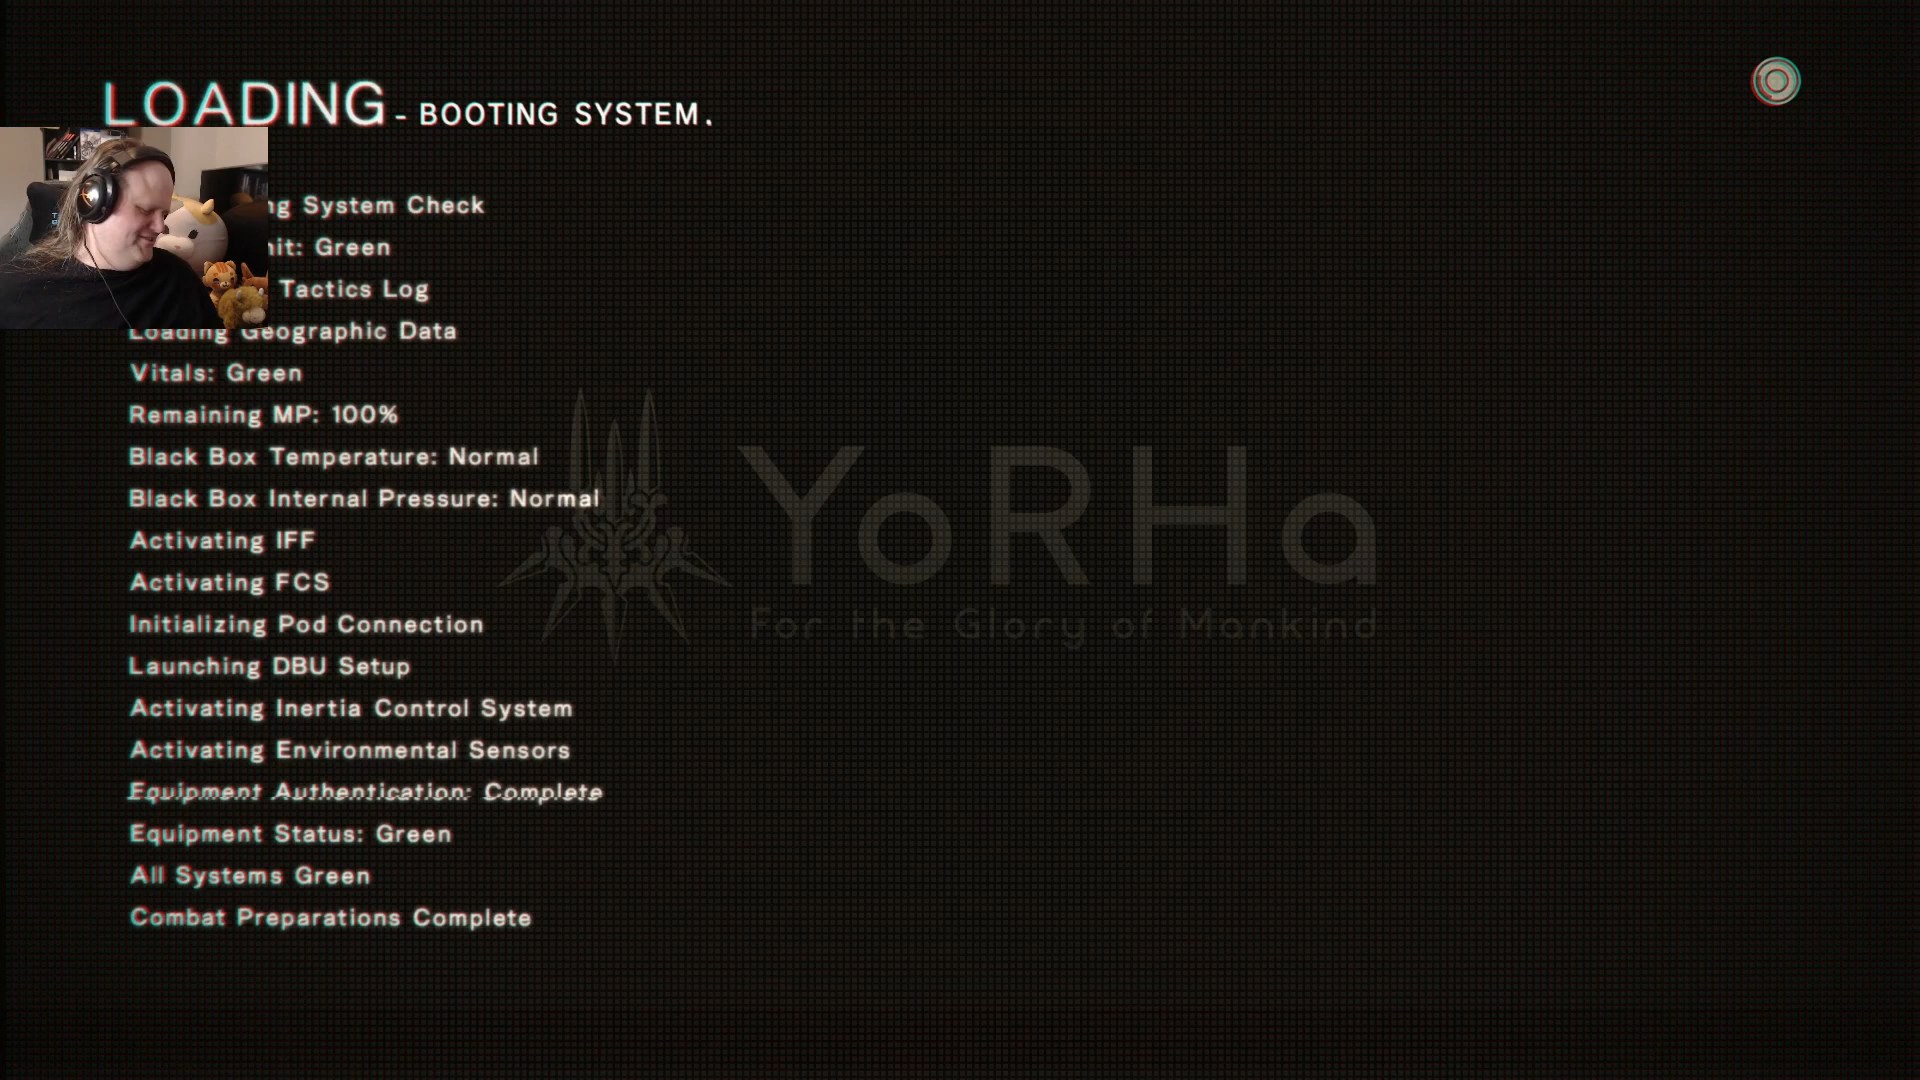 LOADING - BOOTING SYSTEM.
System Check
Green
Tactics Log
Loading Geographic Data
Vitals: Green
Remaining MP: 100%
Black Box Temperature: Normal
Black Box Internal Pressure: Normal
Activating IFF
Activating FCS
Initializing Pod Connection
Launching DBU Setup
Activating Inertia Control System
Activating Environmental Sensors
Equipment Authentication: Complete
Equipment Status: Green
All Systems Green
Combat Preparations Complete
YoRHa
For the Glory of Mankind